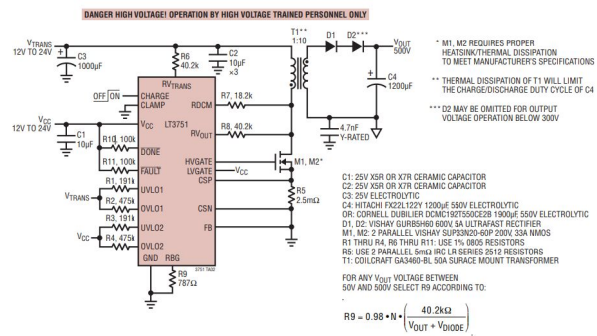 DANGER HIGH VOLTAGE! OPERATION BY HIGH VOLTAGE TRAINED PERSONNEL ONLY
VTRANS
12V TO 24V
C3
1000µF
R6
40.2k
C2
10µF
×3
T1**
1:10
D1
D2***
VOUT
500V
C4
1200µF
* M1, M2 REQUIRES PROPER
HEATSINK/THERMAL DISSIPATION
TO MEET MANUFACTURER'S SPECIFICATIONS
** THERMAL DISSIPATION OF T1 WILL LIMIT
THE CHARGE/DISCHARGE DUTY CYCLE OF C4
*** D2 MAY BE OMITTED FOR OUTPUT
VOLTAGE OPERATION BELOW 300V
OFF ON
RVTRANS
CHARGE
CLAMP
RDCM
R7, 18.2k
VCC
12V TO 24V
C1
10µF
VCC
LT3751
RVOUT
R8, 40.2k
4.7nF
Y-RATED
R10, 100k
DONE
R11, 100k
FAULT
HVGATE
LVGATE
VCC
M1, M2*
CSP
R5
2.5mΩ
CSN
FB
R1, 191k
UVLO1
VTRANS
R2, 475k
OVLO1
R3, 191k
UVLO2
VCC
R4, 475k
OVLO2
GND
RBG
3751 TA02
R9
787Ω
C1: 25V X5R OR X7R CERAMIC CAPACITOR
C2: 25V X5R OR X7R CERAMIC CAPACITOR
C3: 25V ELECTROLYTIC
C4: HITACHI FX22L122Y 1200µF 550V ELECTROLYTIC
OR: CORNELL DUBILIER DCMC192T550CE2B 1900µF 550V ELECTROLYTIC
D1, D2: VISHAY GURB5H60 600V, 5A ULTRAFAST RECTIFIER
M1, M2: 2 PARALLEL VISHAY SUP33N20-60P 200V, 33A NMOS
R1 THRU R4, R6 THRU R11: USE 1% 0805 RESISTORS
R5: USE 2 PARALLEL 5mΩ IRC LR SERIES 2512 RESISTORS
T1: COILCRAFT GA3460-BL 50A SURACE MOUNT TRANSFORMER
FOR ANY VOUT VOLTAGE BETWEEN
50V AND 500V SELECT R9 ACCORDING TO:
R9 = 0.98 • N • (40.2kΩ / VOUT + VDIODE)